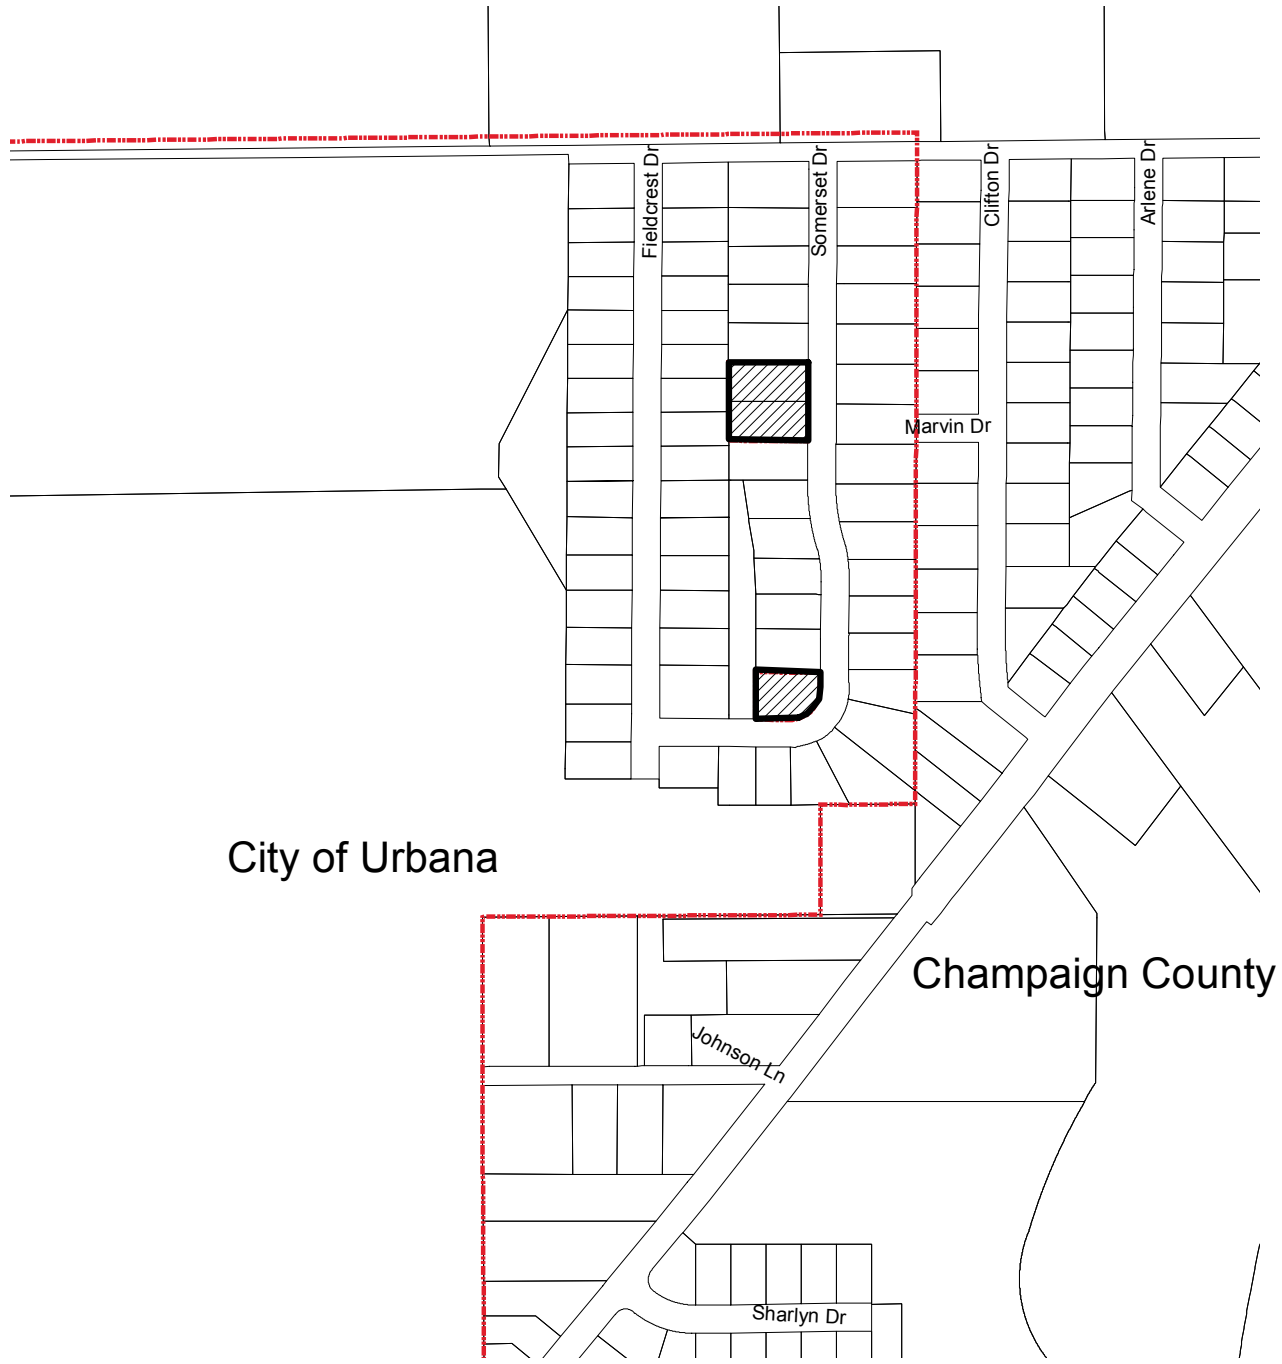 Fieldcrest Dr
Somerset Dr
Clifton Dr
Arlene Dr
Marvin Dr
City of Urbana
Champaign County
Johnson Ln
Sharlyn Dr